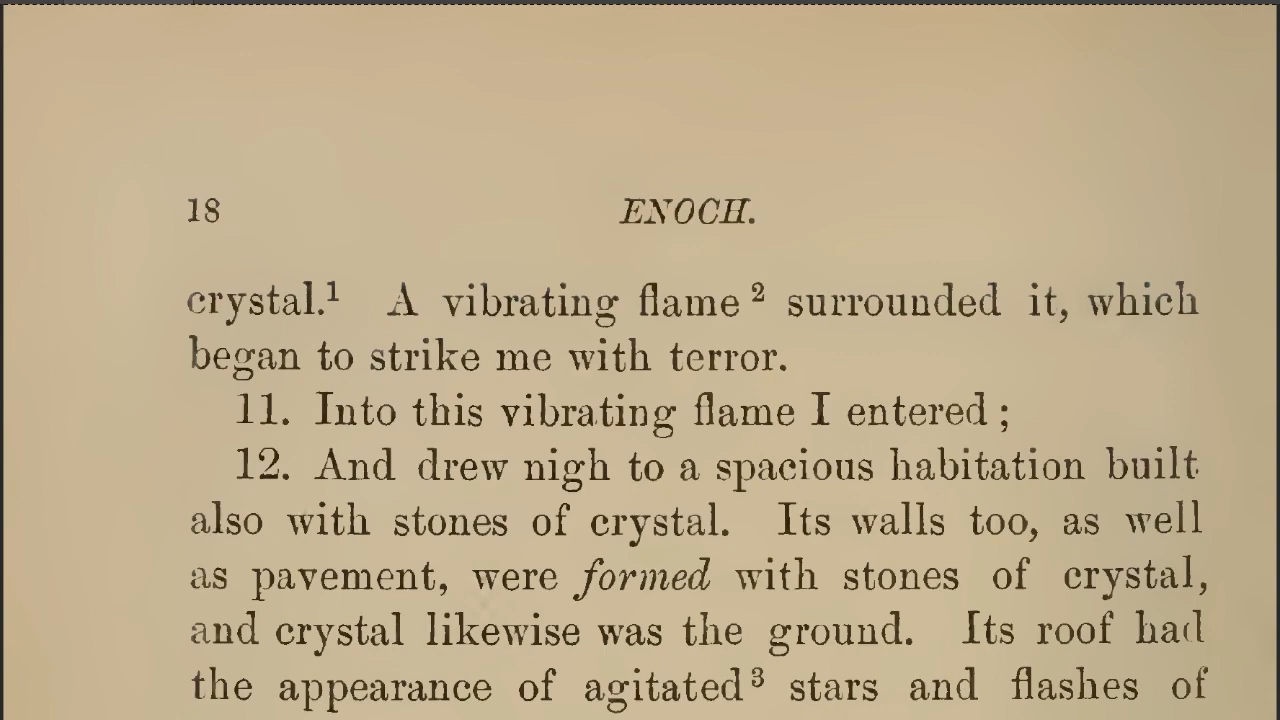 18 ENOCH.
crystal.¹ A vibrating flame ² surrounded it, which
began to strike me with terror.
11. Into this vibrating flame I entered ;
12. And drew nigh to a spacious habitation built
also with stones of crystal. Its walls too, as well
as pavement, were formed with stones of crystal,
and crystal likewise was the ground. Its roof had
the appearance of agitated ³ stars and flashes of